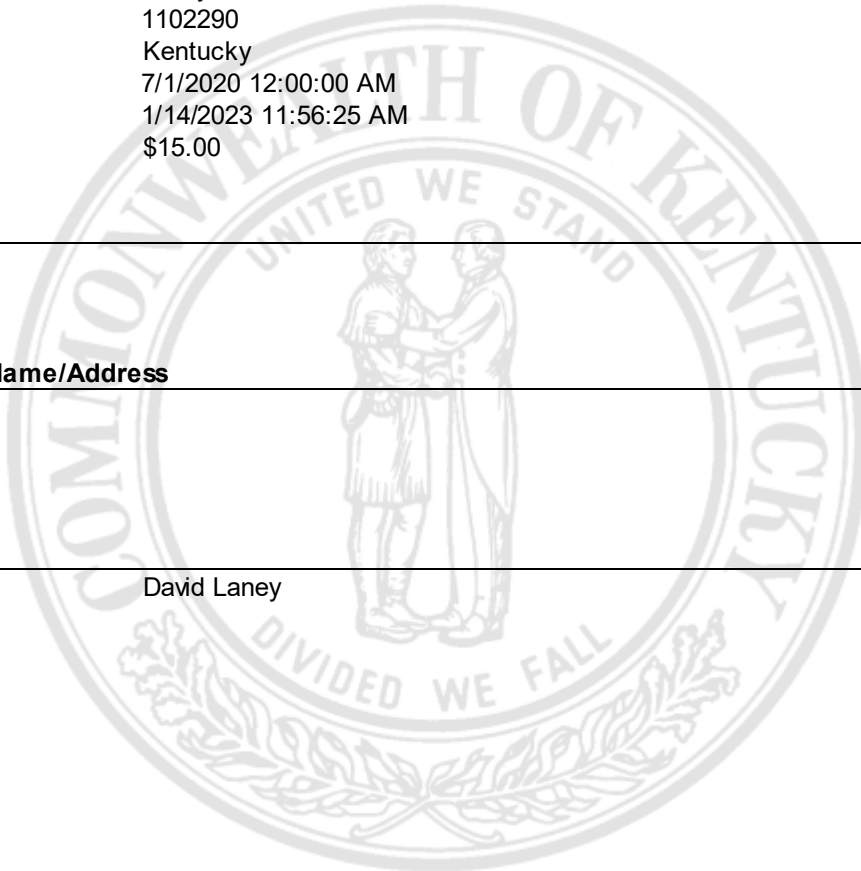 1102290
Kentucky
7/1/2020 12:00:00 AM
1/14/2023 11:56:25 AM
$15.00
COMMONWEALTH OF KENTUCKY
UNITED WE STAND
ame/Address
David Laney
DIVIDED WE FALL